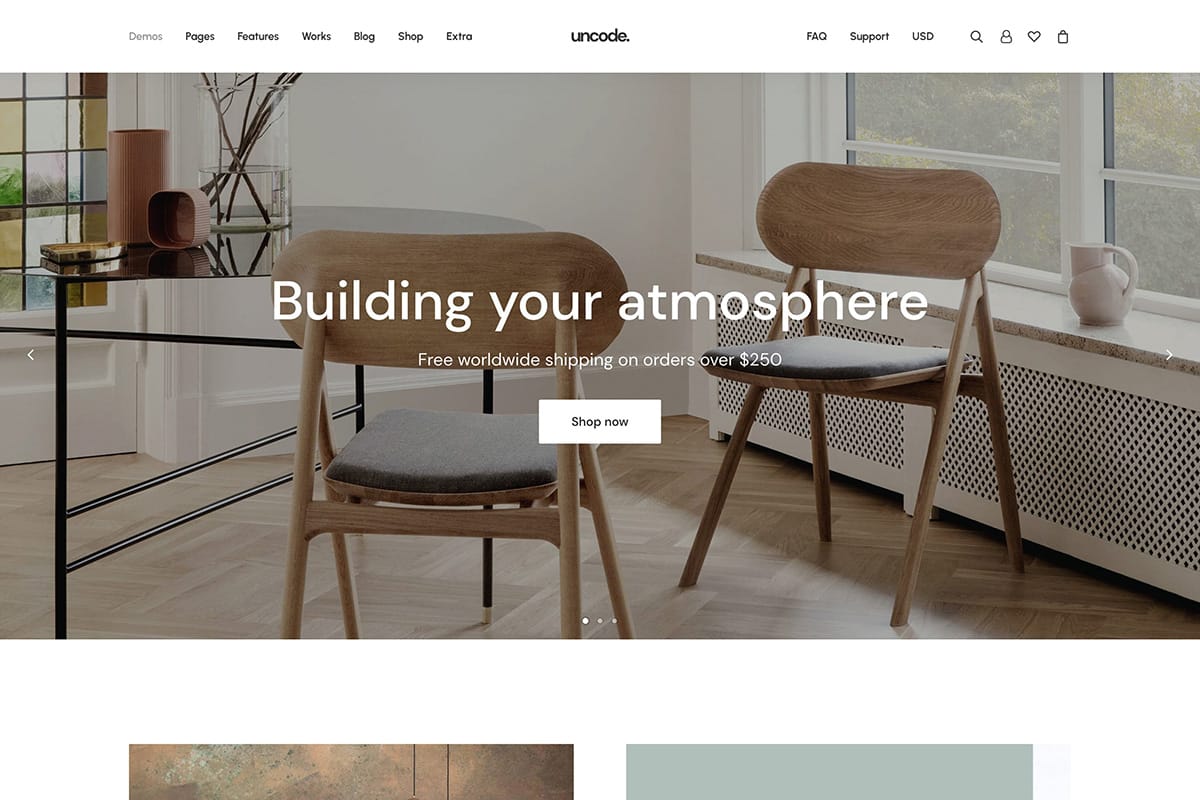 Demos Pages Features Works Blog Shop Extra uncode. FAQ Support USD
Building your atmosphere
Free worldwide shipping on orders over $250
Shop now